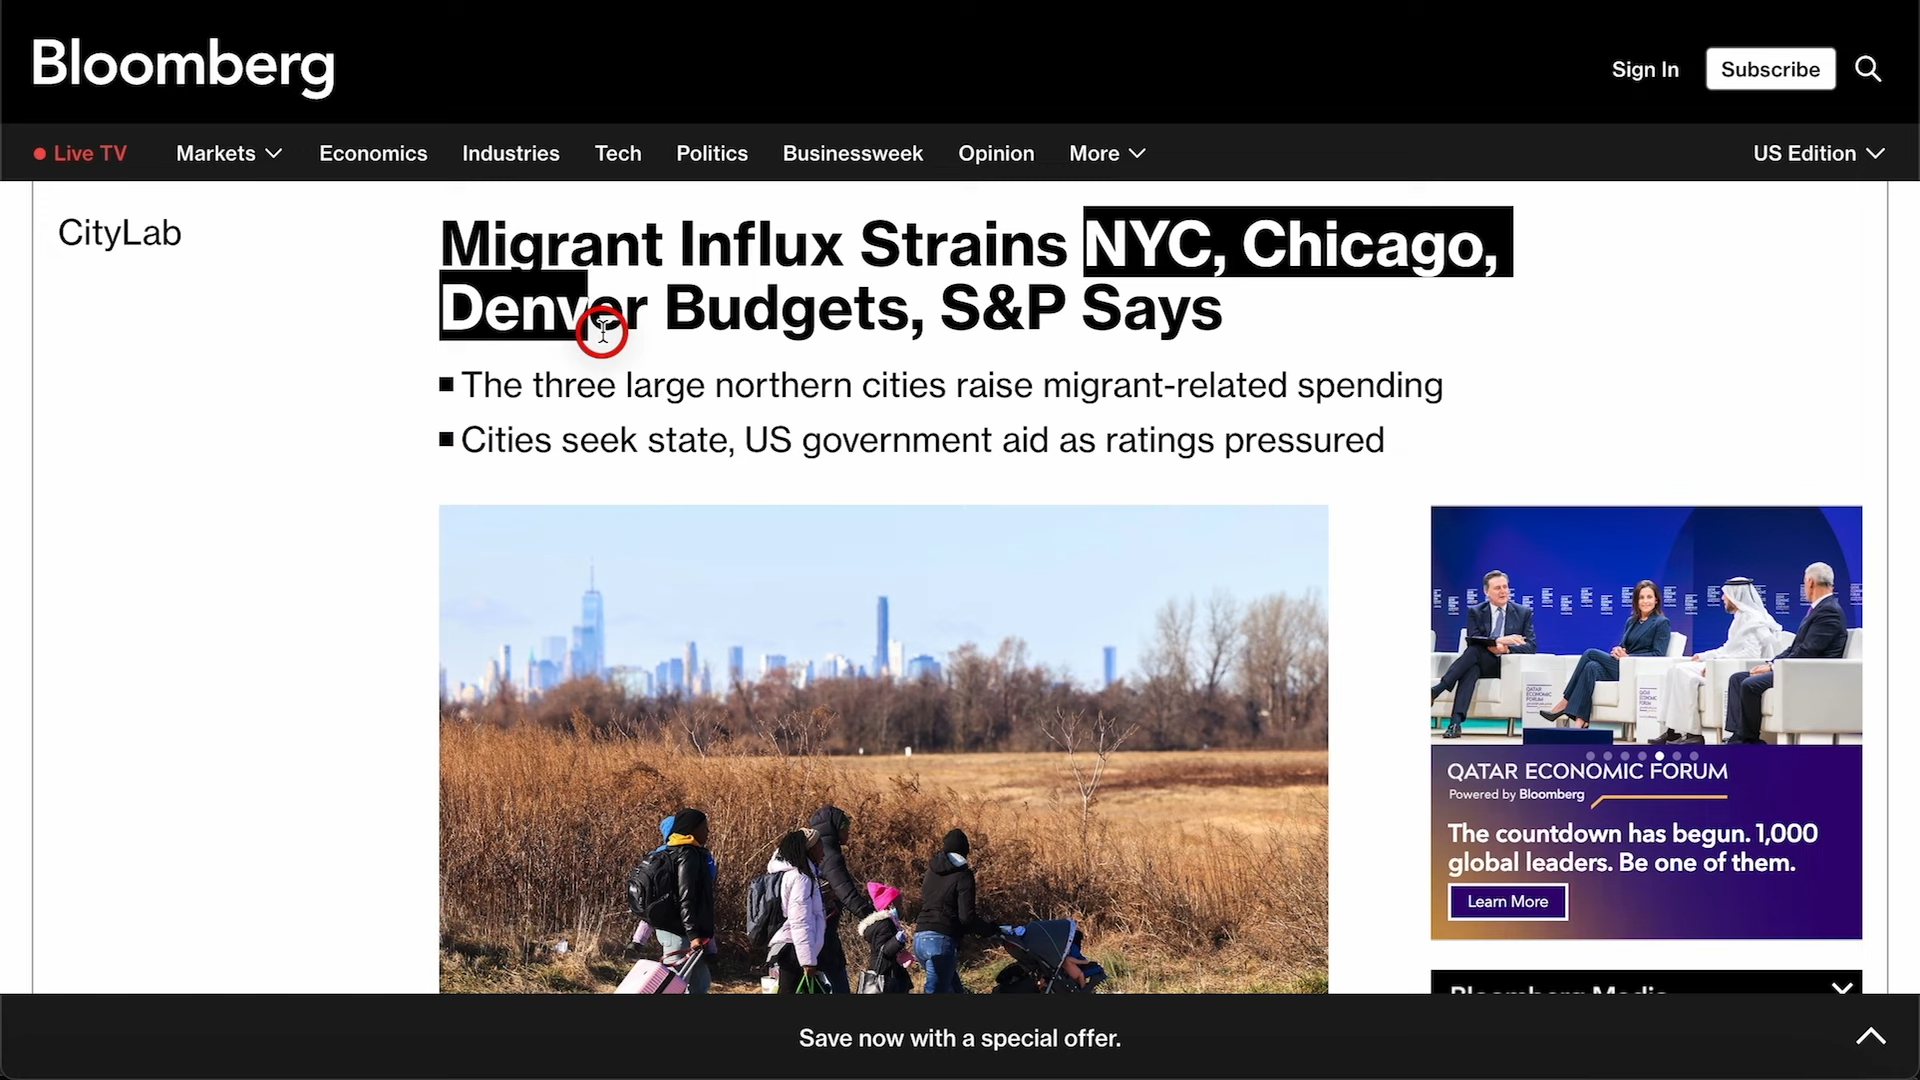 Bloomberg
Sign In
Subscribe
Live TV
Markets
Economics
Industries
Tech
Politics
Businessweek
Opinion
More
US Edition
CityLab
Migrant Influx Strains NYC, Chicago,
Denver Budgets, S&P Says
The three large northern cities raise migrant-related spending
Cities seek state, US government aid as ratings pressured
QATAR ECONOMIC FORUM
Powered by Bloomberg
The countdown has begun. 1,000
global leaders. Be one of them.
Learn More
Bloomberg Media
Save now with a special offer.